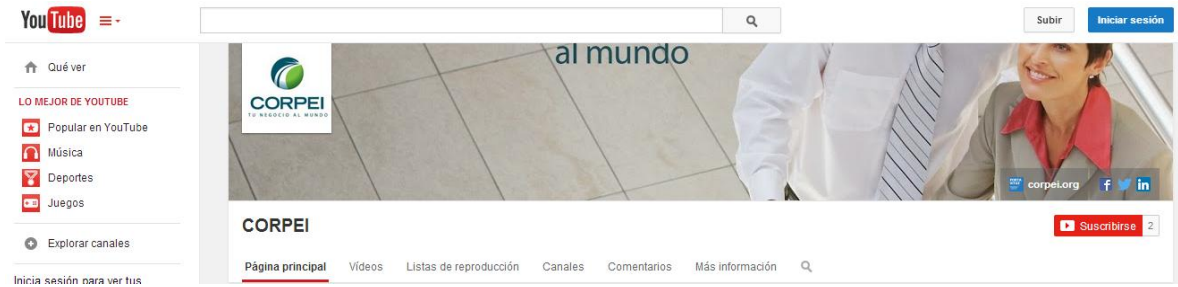 YouTube
Subir
Iniciar sesión
Qué ver
LO MEJOR DE YOUTUBE
Popular en YouTube
Música
Deportes
Juegos
Explorar canales
Inicia sesión para ver tus
al mundo
CORPEI
TU NEGOCIO AL MUNDO
corpei.org
CORPEI
Suscribirse 2
Página principal Vídeos Listas de reproducción Canales Comentarios Más información